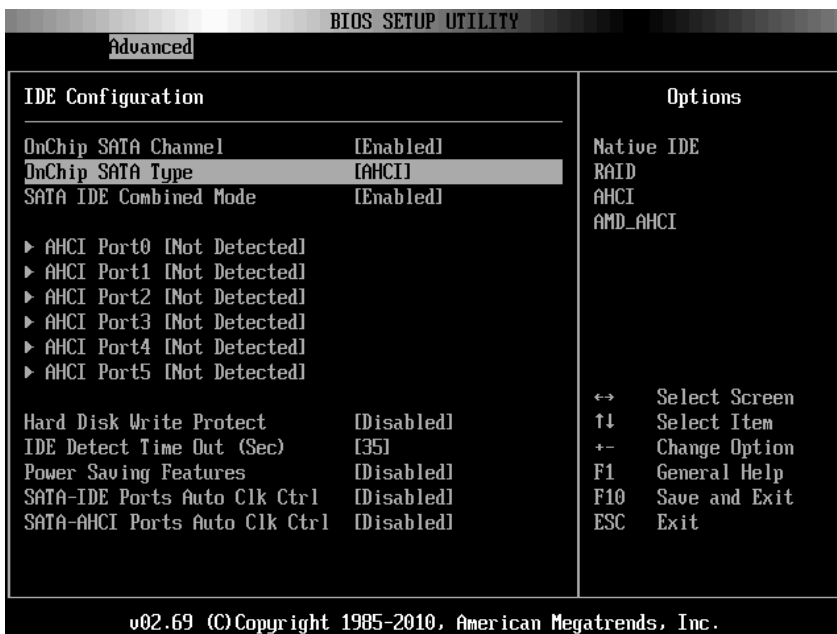 BIOS SETUP UTILITY
Advanced
IDE Configuration
OnChip SATA Channel [Enabled]
OnChip SATA Type [AHCI]
SATA IDE Combined Mode [Enabled]
▶ AHCI Port0 [Not Detected]
▶ AHCI Port1 [Not Detected]
▶ AHCI Port2 [Not Detected]
▶ AHCI Port3 [Not Detected]
▶ AHCI Port4 [Not Detected]
▶ AHCI Port5 [Not Detected]
Hard Disk Write Protect [Disabled]
IDE Detect Time Out (Sec) [35]
Power Saving Features [Disabled]
SATA-IDE Ports Auto Clk Ctrl [Disabled]
SATA-AHCI Ports Auto Clk Ctrl [Disabled]
Options
Native IDE
RAID
AHCI
AMD_AHCI
↔ Select Screen
↑↓ Select Item
+- Change Option
F1 General Help
F10 Save and Exit
ESC Exit
v02.69 (C)Copyright 1985-2010, American Megatrends, Inc.